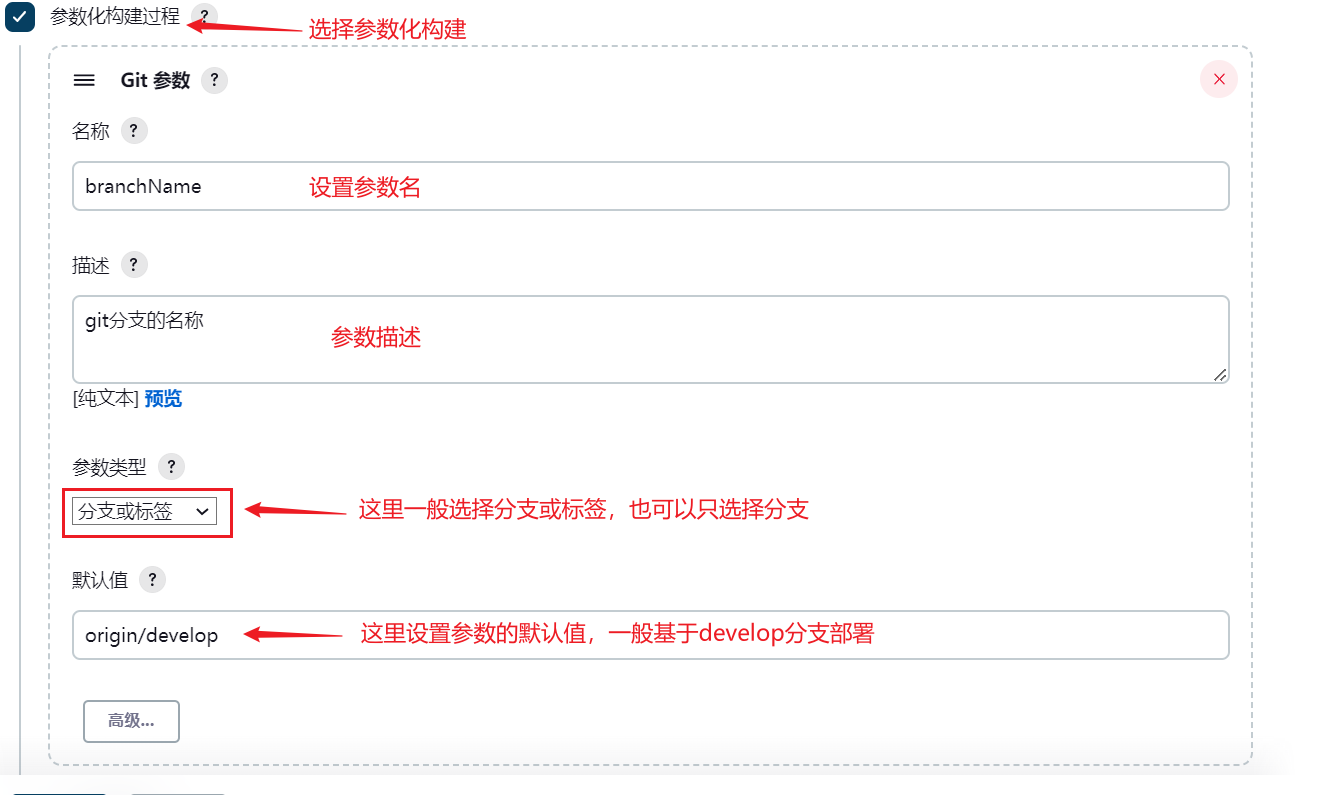 参数化构建过程 ?
选择参数化构建
Git 参数 ?
名称 ?
branchName 设置参数名
描述 ?
git分支的名称
参数描述
[纯文本] 预览
参数类型 ?
分支或标签 这里一般选择分支或标签，也可以只选择分支
默认值 ?
origin/develop 这里设置参数的默认值，一般基于develop分支部署
高级...